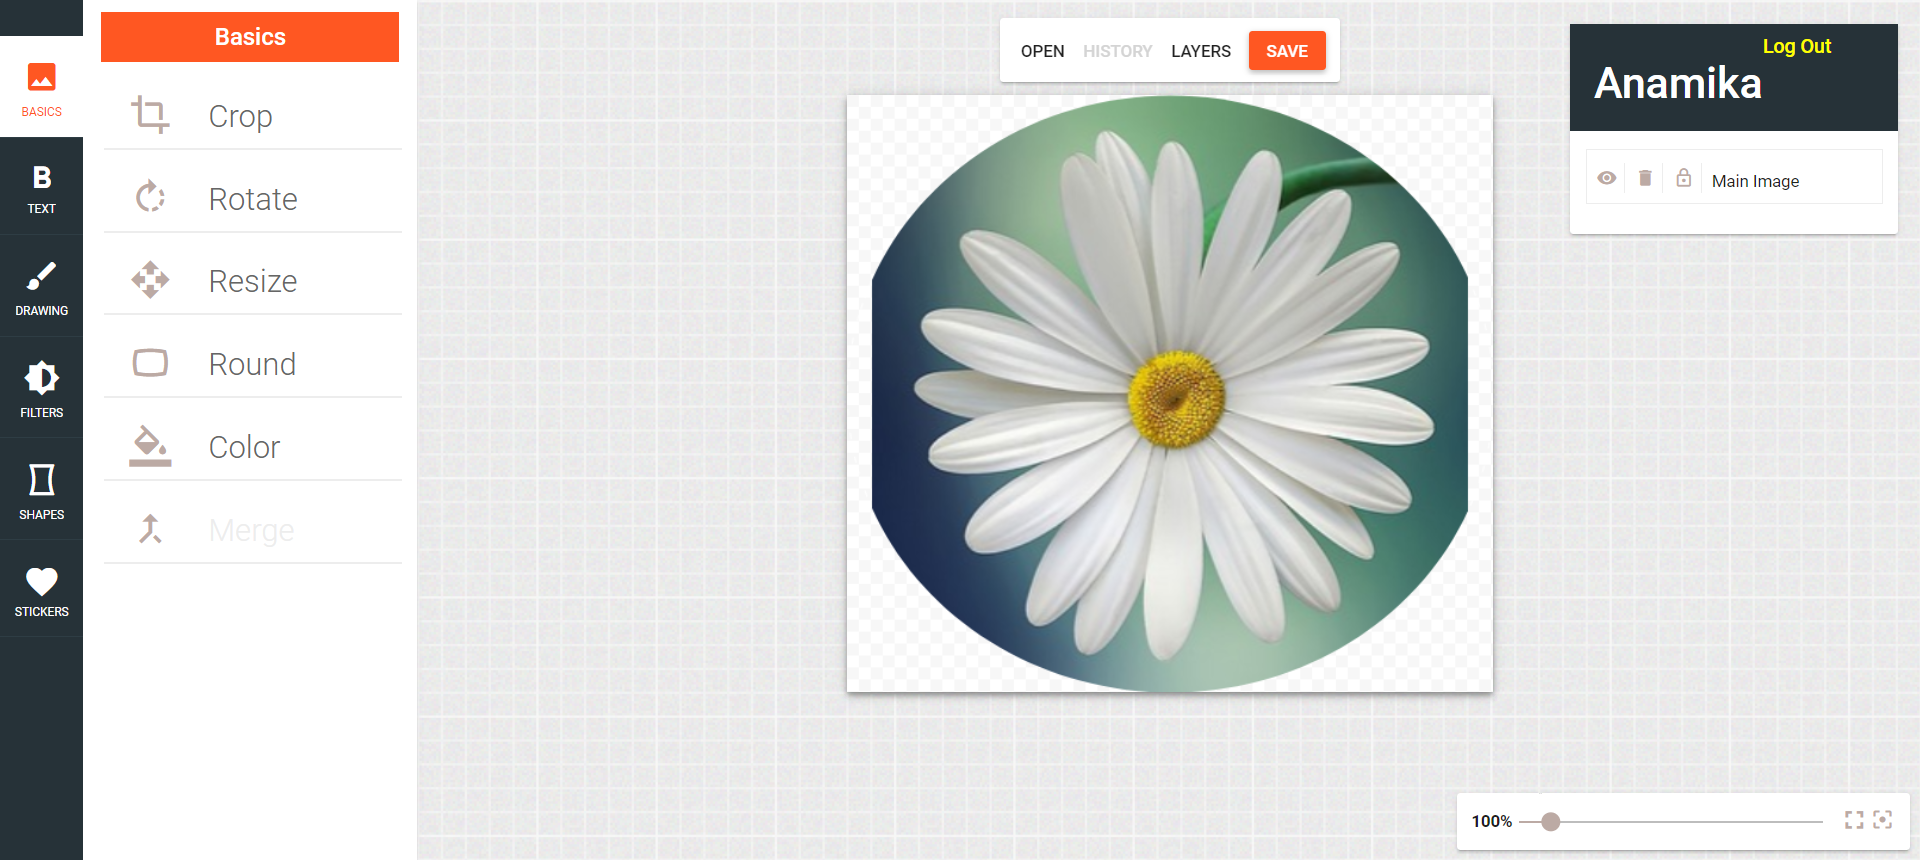 BASICS
TEXT
DRAWING
FILTERS
SHAPES
STICKERS
Basics
Crop
Rotate
Resize
Round
Color
Merge
OPEN HISTORY LAYERS SAVE
Log Out
Anamika
Main Image
100%